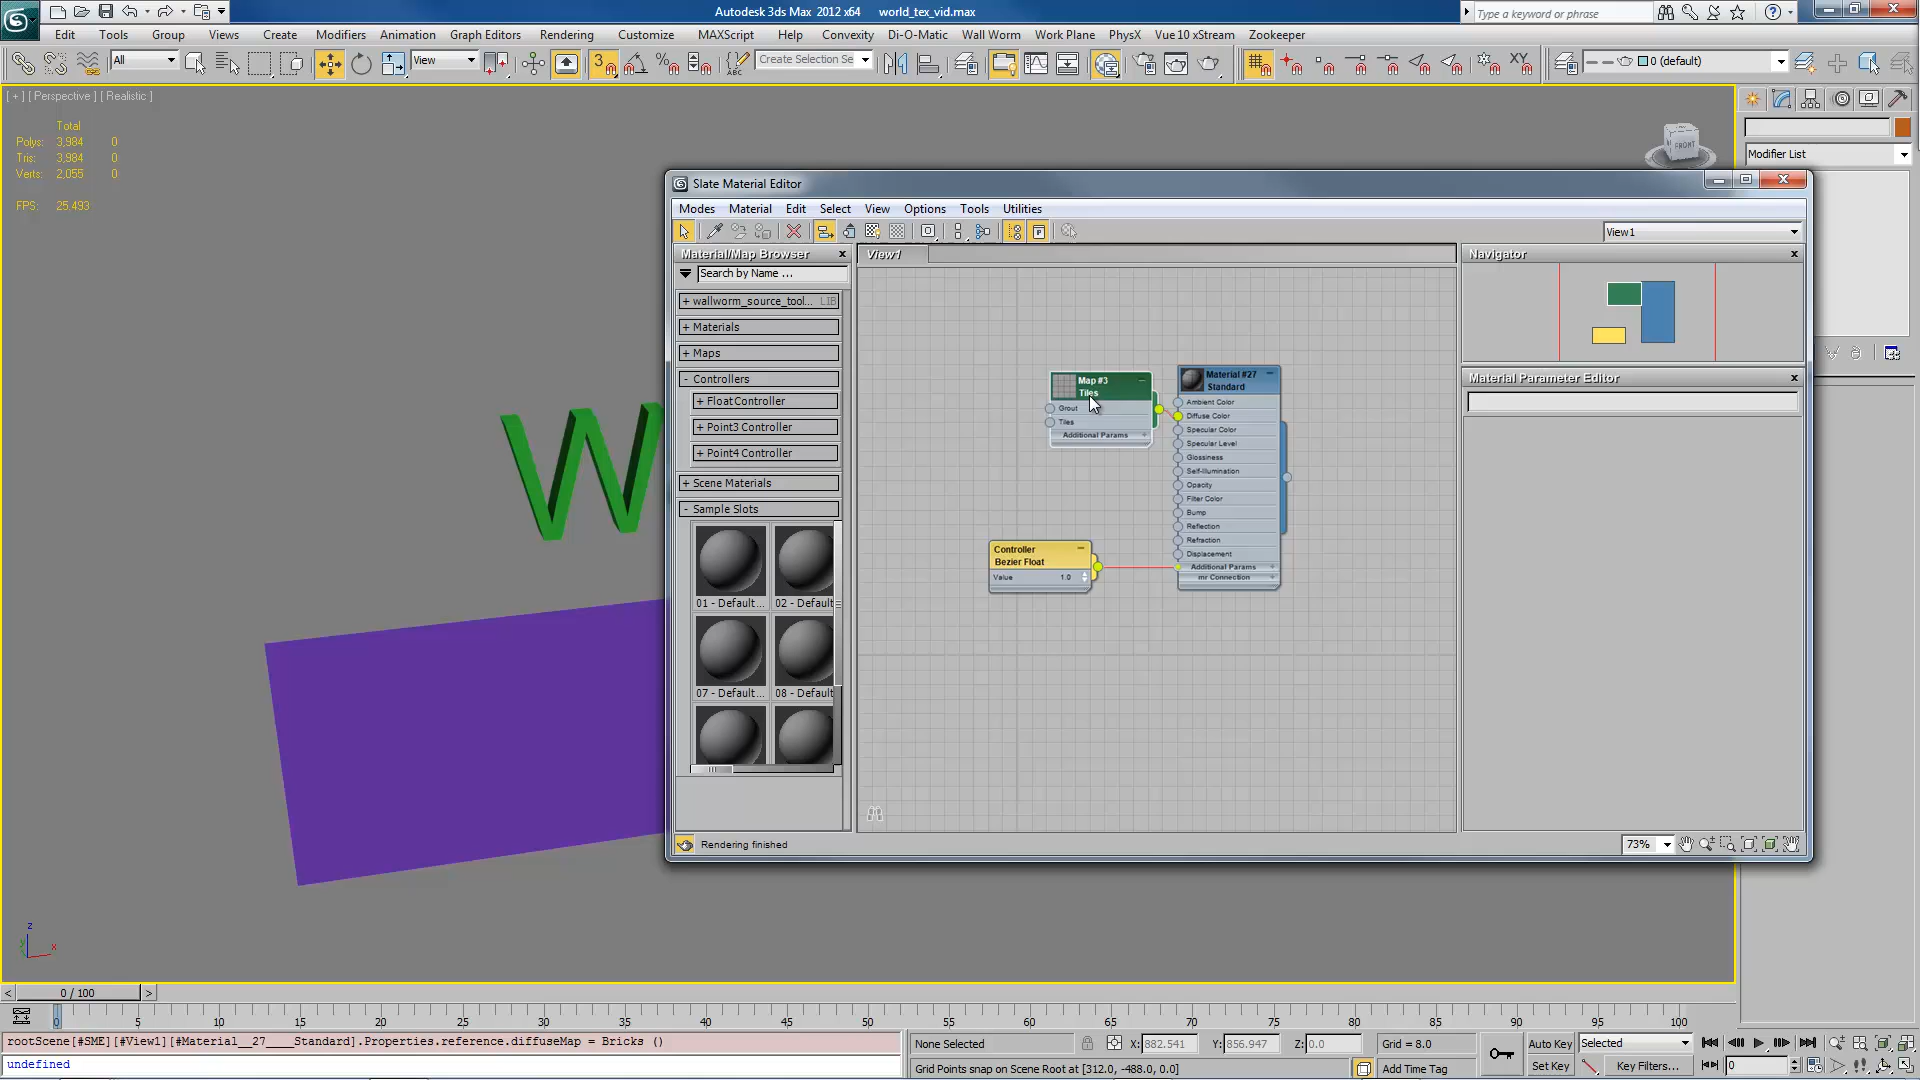 Autodesk 3ds Max 2012 x64 world_tex_vid.max
Type a keyword or phrase
Edit Tools Group Views Create Modifiers Animation Graph Editors Rendering Customize MAXScript Help Convexity Di-O-Matic Wall Worm Work Plane PhysX Vue 10 xStream Zookeeper
All View 3 Create Selection Se XY 0 (default)
[ + ] [ Perspective ] [ Realistic ]
Total
Polys: 3,984 0
Tris: 3,984 0
Verts: 2,055 0
FPS: 25.493
FRONT
Modifier List
Slate Material Editor
Modes Material Edit Select View Options Tools Utilities
View1
Material/Map Browser
View1
Navigator
Search by Name ...
+ wallworm_source_tool... LIB
+ Materials
+ Maps
- Controllers
+ Float Controller
+ Point3 Controller
+ Point4 Controller
+ Scene Materials
- Sample Slots
01 - Default...
02 - Default
07 - Default...
08 - Default
Map #3
Tiles
Grout
Tiles
Additional Params
Material #27
Standard
Ambient Color
Diffuse Color
Specular Color
Specular Level
Glossiness
Self-Illumination
Opacity
Filter Color
Bump
Reflection
Refraction
Displacement
Additional Params
mr Connection
Controller
Bezier Float
Value 1.0
Material Parameter Editor
Rendering finished
73%
W
z
y
x
0 / 100
0 5 10 15 20 25 30 35 40 45 50 55 60 65 70 75 80 85 90 95 100
rootScene[#SME][#View1][#Material__27____Standard].Properties.reference.diffuseMap = Bricks ()
undefined
None Selected X: 882.541 Y: 856.947 Z: 0.0 Grid = 8.0 Auto Key Selected
Grid Points snap on Scene Root at [312.0, -488.0, 0.0] Add Time Tag Set Key Key Filters... 0